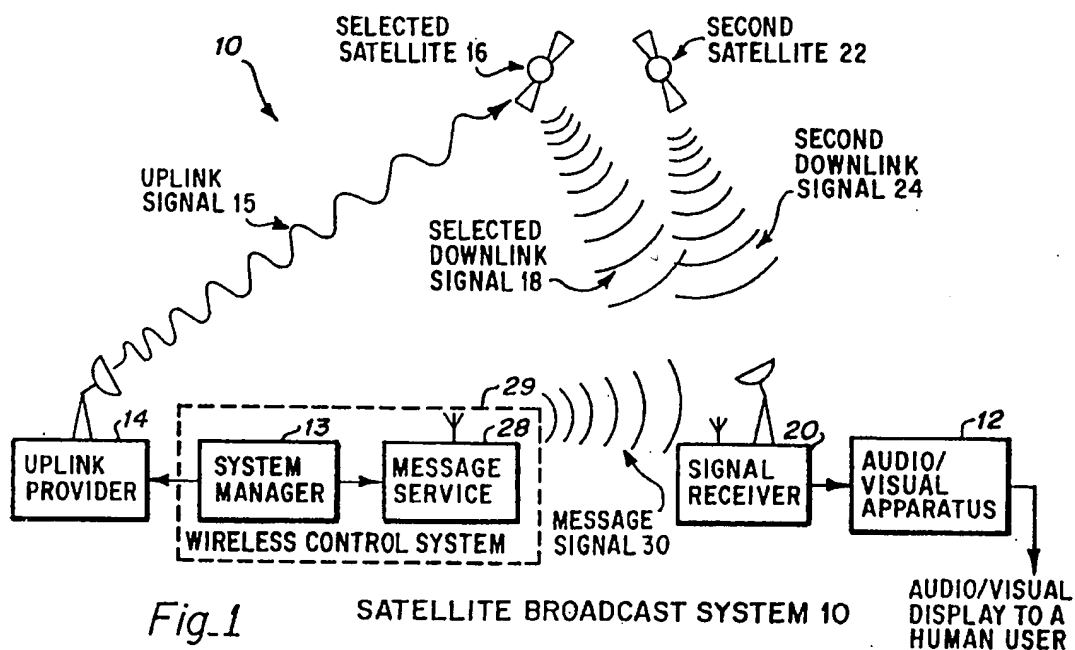 10
SELECTED
SATELLITE 16
SECOND
SATELLITE 22
UPLINK
SIGNAL 15
SELECTED
DOWNLINK
SIGNAL 18
SECOND
DOWNLINK
SIGNAL 24
14
UPLINK
PROVIDER
29
13
SYSTEM
MANAGER
28
MESSAGE
SERVICE
WIRELESS CONTROL SYSTEM
MESSAGE
SIGNAL 30
20
SIGNAL
RECEIVER
12
AUDIO/
VISUAL
APPARATUS
AUDIO/VISUAL
DISPLAY TO A
HUMAN USER
Fig_1
SATELLITE BROADCAST SYSTEM 10